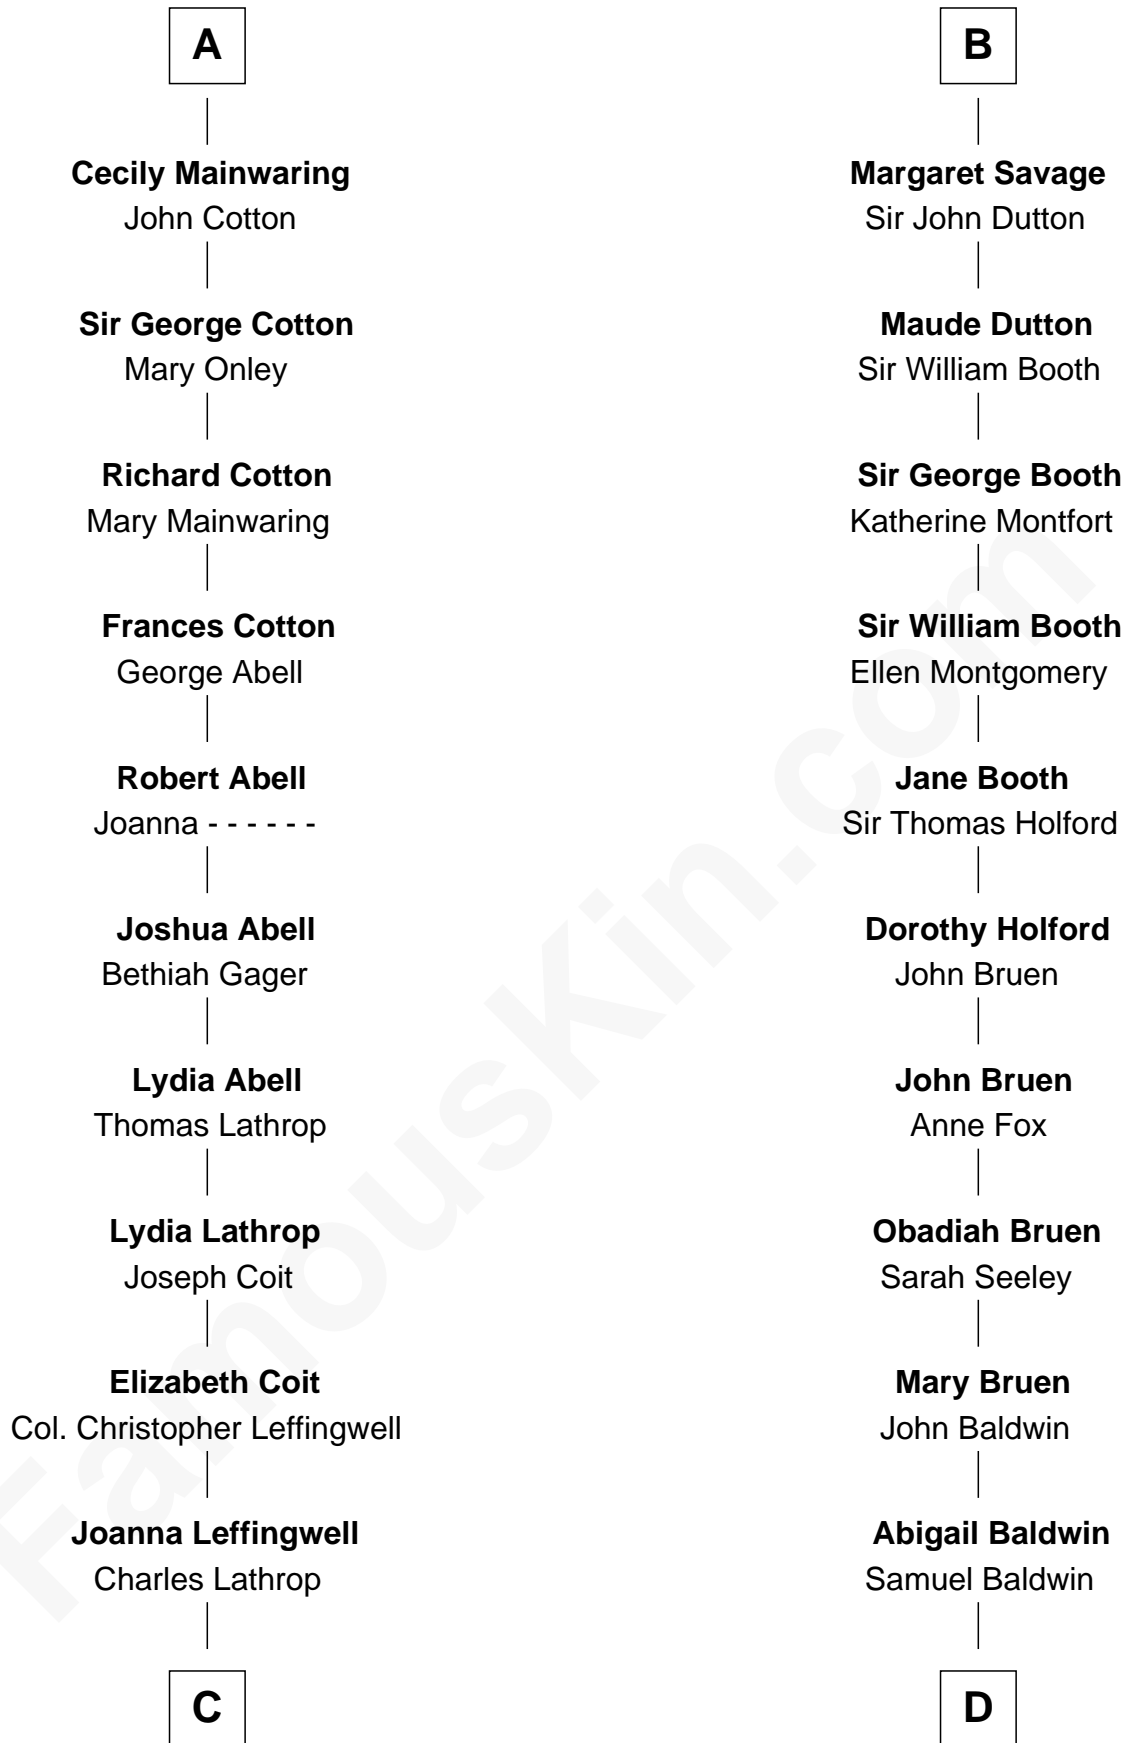 A
Cecily Mainwaring
John Cotton
Sir George Cotton
Mary Onley
Richard Cotton
Mary Mainwaring
Frances Cotton
George Abell
Robert Abell
Joanna - - - - - -
Joshua Abell
Bethiah Gager
Lydia Abell
Thomas Lathrop
Lydia Lathrop
Joseph Coit
Elizabeth Coit
Col. Christopher Leffingwell
Joanna Leffingwell
Charles Lathrop
C
B
Margaret Savage
Sir John Dutton
Maude Dutton
Sir William Booth
Sir George Booth
Katherine Montfort
Sir William Booth
Ellen Montgomery
Jane Booth
Sir Thomas Holford
Dorothy Holford
John Bruen
John Bruen
Anne Fox
Obadiah Bruen
Sarah Seeley
Mary Bruen
John Baldwin
Abigail Baldwin
Samuel Baldwin
D
FamousKin.com